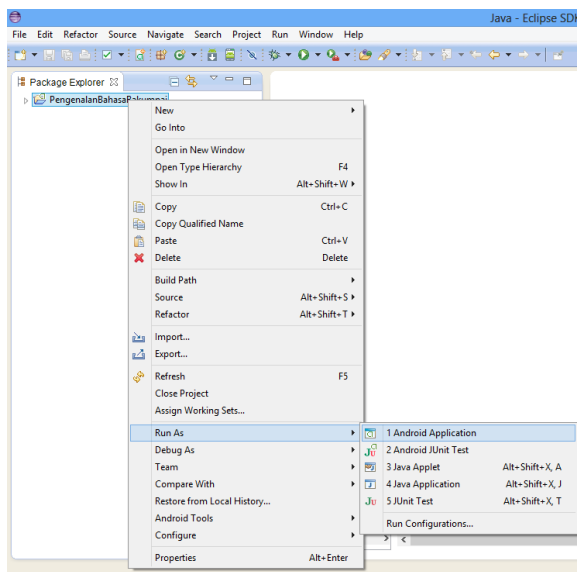 Java - Eclipse SD
File Edit Refactor Source Navigate Search Project Run Window Help
Package Explorer
PengenalanBahasaBakumpai
New
Go Into
Open in New Window
Open Type Hierarchy F4
Show In Alt+Shift+W
Copy Ctrl+C
Copy Qualified Name
Paste Ctrl+V
Delete Delete
Build Path
Source Alt+Shift+S
Refactor Alt+Shift+T
Import...
Export...
Refresh F5
Close Project
Assign Working Sets...
Run As
1 Android Application
Debug As
2 Android JUnit Test
Team
3 Java Applet Alt+Shift+X, A
Compare With
4 Java Application Alt+Shift+X, J
Restore from Local History...
5 JUnit Test Alt+Shift+X, T
Android Tools
Run Configurations...
Configure
Properties Alt+Enter